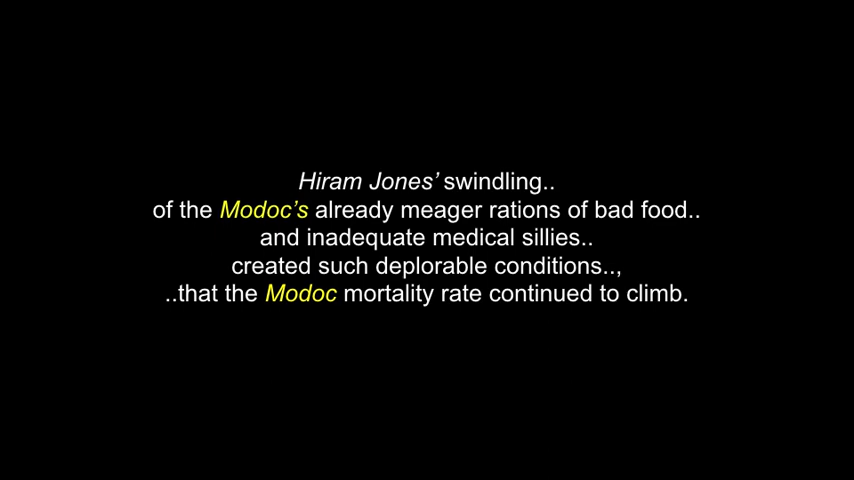 Hiram Jones’ swindling..
of the Modoc’s already meager rations of bad food..
and inadequate medical sillies..
created such deplorable conditions..,
..that the Modoc mortality rate continued to climb.